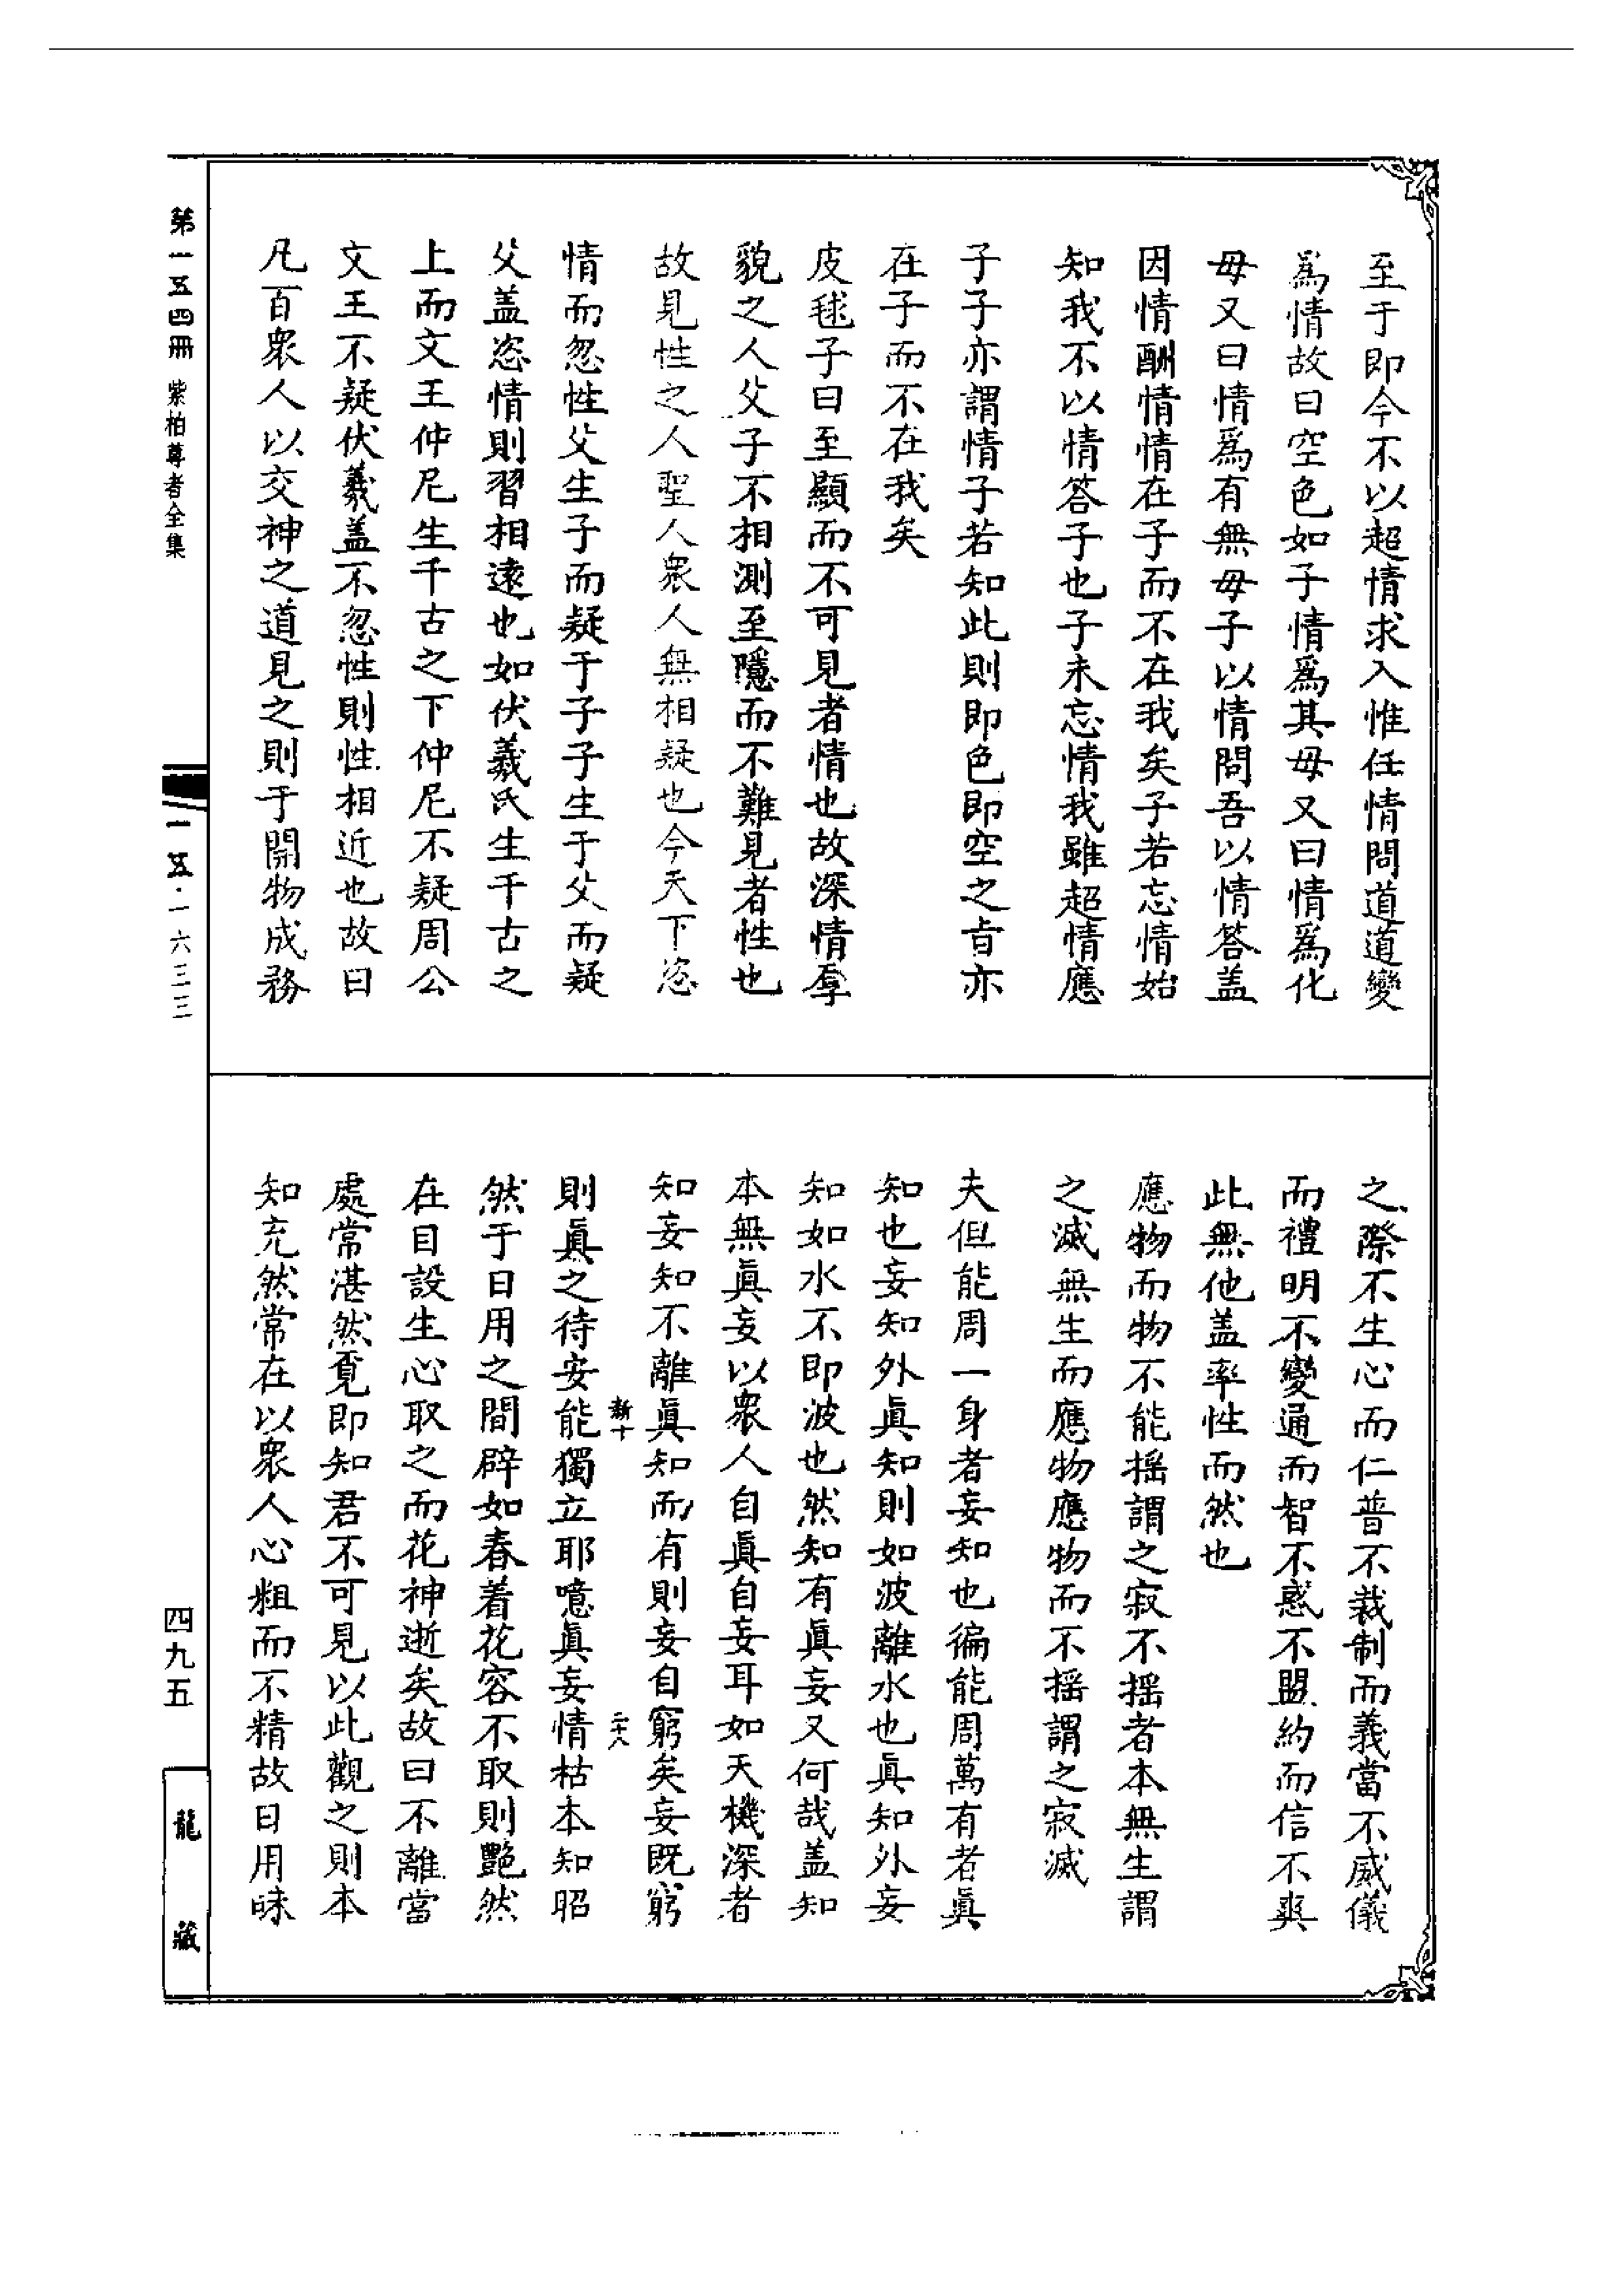 至于即今不以超情求入惟任情問道道變
爲情故曰空色如子情爲其母又曰情爲化
母又曰情爲有無母子以情問吾以情答盖
因情酬情情在子而不在我矣子若忘情始
知我不以情答子也子未忘情我雖超情應
子子亦謂情子若知此則即色即空之旨亦
在子而不在我矣
皮毬子曰至顯而不可見者情也故深情厚
貌之人父子不相測至隱而不難見者性也
故見性之人聖人衆人無相疑也今天下恣
情而忽性父生子而疑于子子生于父而疑
父盖恣情則習相遠也如伏羲氏生千古之
上而文王仲尼生千古之下仲尼不疑周公
文王不疑伏羲盖不忽性則性相近也故曰
凡百衆人以交神之道見之則于開物成務
之際不生心而仁普不裁制而義當不威儀
而禮明不變通而智不惑不盟約而信不爽
此無他盖率性而然也
應物而物不能搖謂之寂不搖者本無生謂
之滅無生而應物應物而不搖謂之寂滅
夫但能周一身者妄知也徧能周萬有者眞
知也妄知外眞知則如波離水也眞知外妄
知如水不即波也然知有眞妄又何哉盖知
本無眞妄以衆人自眞自妄耳如天機深者
知妄知不離眞知而有則妄自窮矣妄既窮
則眞之待安能獨立耶噫眞妄情枯本知昭
然于日用之間辟如春着花容不取則艷然
在目設生心取之而花神逝矣故曰不離當
處常湛然覓即知君不可見以此觀之則本
知充然常在以衆人心粗而不精故日用昧
新十
二十八
第一五四冊 紫柏尊者全集
一五·一六三三
四九五
龍藏